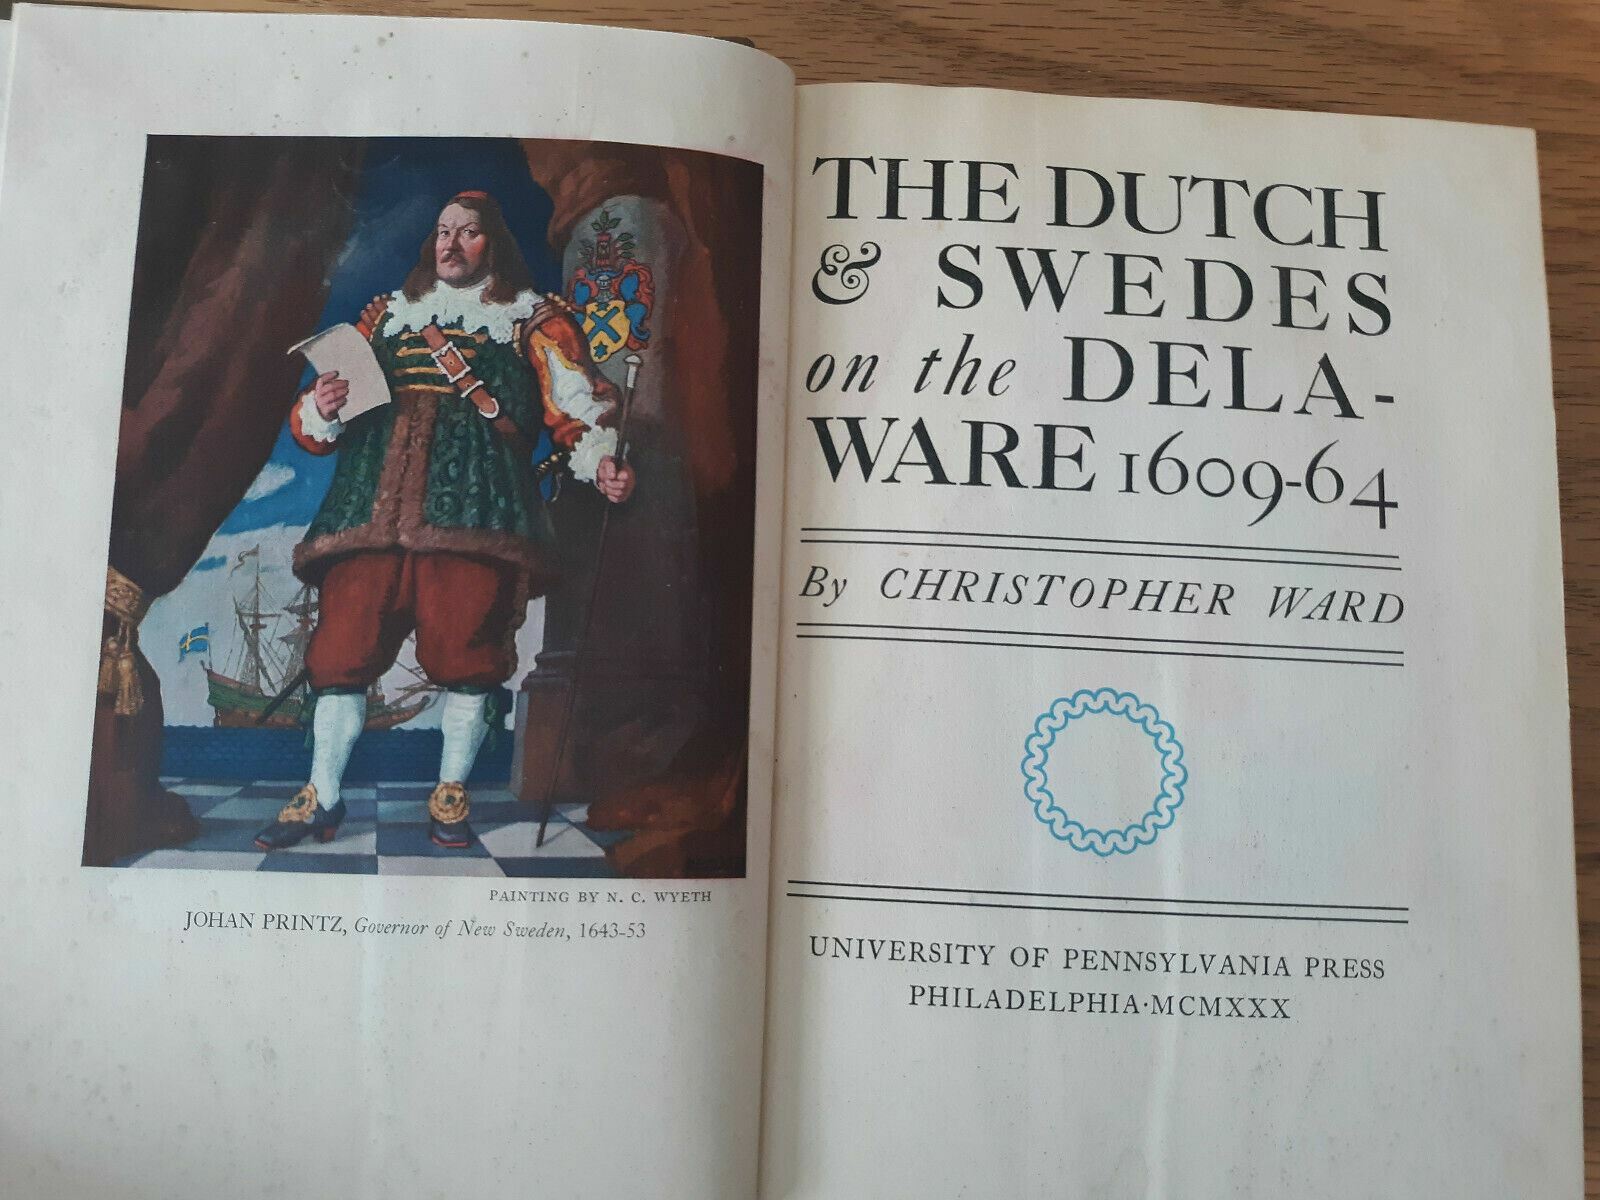 PAINTING BY N. C. WYETH
JOHAN PRINTZ, Governor of New Sweden, 1643-53
THE DUTCH
& SWEDES
on the DELA-
WARE 1609-64
By CHRISTOPHER WARD
UNIVERSITY OF PENNSYLVANIA PRESS
PHILADELPHIA·MCMXXX